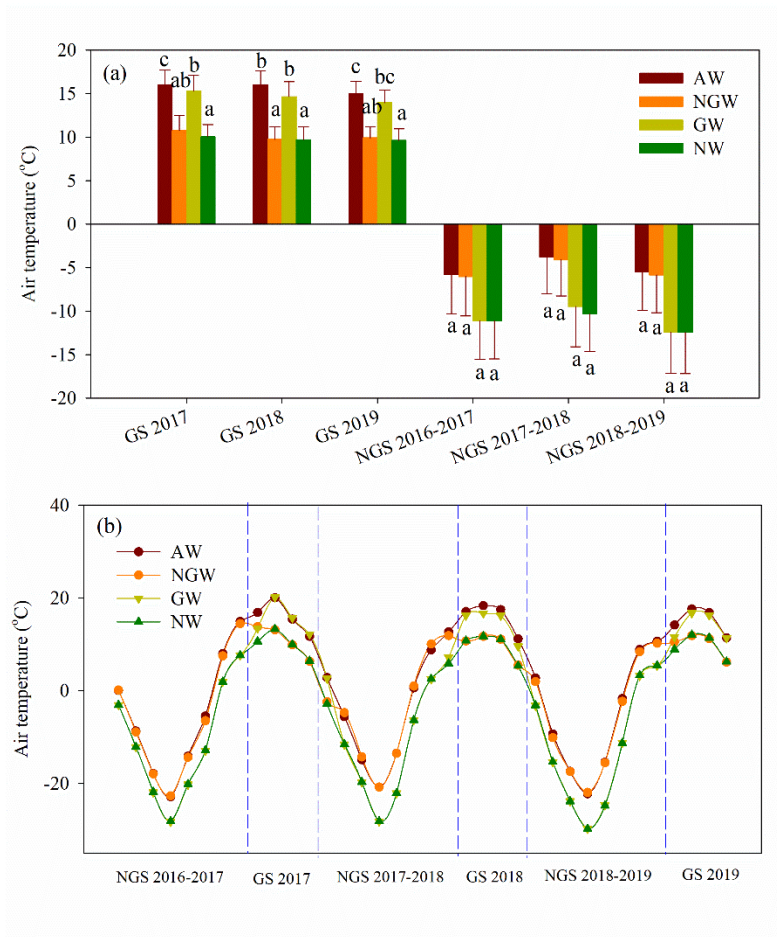 20
15
10
5
0
-5
-10
-15
-20
Air temperature (°C)
(a)
c
ab
b
a
b
a
b
a
c
ab
bc
a
a
a
a
a
a
a
a
a
a
a
a
a
AW
NGW
GW
NW
GS 2017
GS 2018
GS 2019
NGS 2016-2017
NGS 2017-2018
NGS 2018-2019
40
20
0
-20
Air temperature (°C)
(b)
AW
NGW
GW
NW
NGS 2016-2017
GS 2017
NGS 2017-2018
GS 2018
NGS 2018-2019
GS 2019